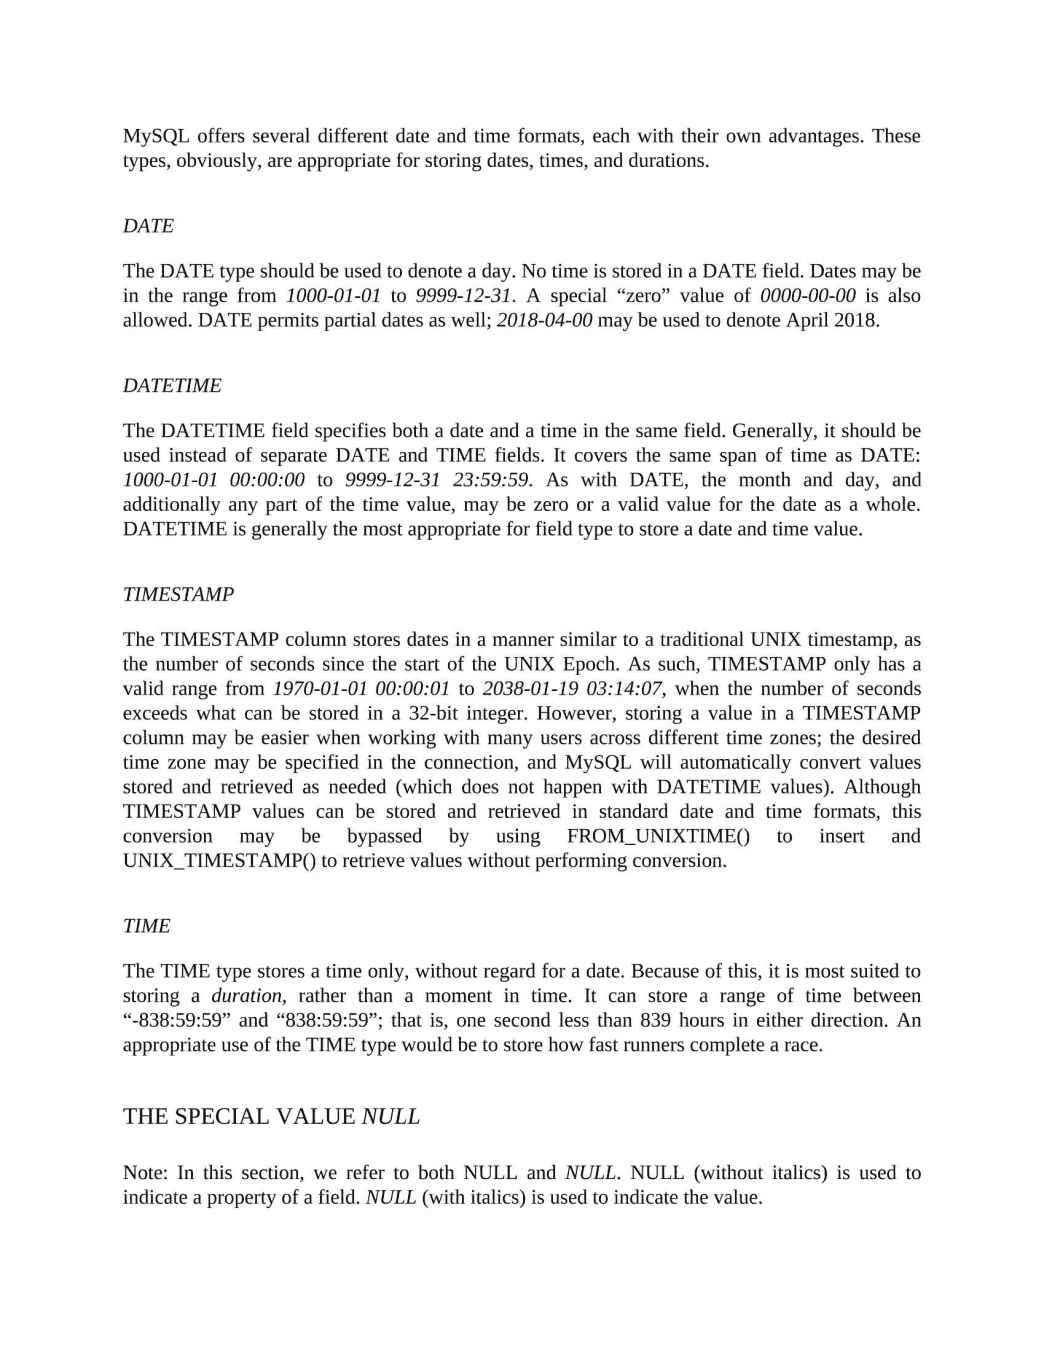 MySQL offers several different date and time formats, each with their own advantages. These
types, obviously, are appropriate for storing dates, times, and durations.
DATE
The DATE type should be used to denote a day. No time is stored in a DATE field. Dates may be
in the range from 1000-01-01 to 9999-12-31. A special “zero” value of 0000-00-00 is also
allowed. DATE permits partial dates as well; 2018-04-00 may be used to denote April 2018.
DATETIME
The DATETIME field specifies both a date and a time in the same field. Generally, it should be
used instead of separate DATE and TIME fields. It covers the same span of time as DATE:
1000-01-01 00:00:00 to 9999-12-31 23:59:59. As with DATE, the month and day, and
additionally any part of the time value, may be zero or a valid value for the date as a whole.
DATETIME is generally the most appropriate for field type to store a date and time value.
TIMESTAMP
The TIMESTAMP column stores dates in a manner similar to a traditional UNIX timestamp, as
the number of seconds since the start of the UNIX Epoch. As such, TIMESTAMP only has a
valid range from 1970-01-01 00:00:01 to 2038-01-19 03:14:07, when the number of seconds
exceeds what can be stored in a 32-bit integer. However, storing a value in a TIMESTAMP
column may be easier when working with many users across different time zones; the desired
time zone may be specified in the connection, and MySQL will automatically convert values
stored and retrieved as needed (which does not happen with DATETIME values). Although
TIMESTAMP values can be stored and retrieved in standard date and time formats, this
conversion may be bypassed by using FROM_UNIXTIME() to insert and
UNIX_TIMESTAMP() to retrieve values without performing conversion.
TIME
The TIME type stores a time only, without regard for a date. Because of this, it is most suited to
storing a duration, rather than a moment in time. It can store a range of time between
“-838:59:59” and “838:59:59”; that is, one second less than 839 hours in either direction. An
appropriate use of the TIME type would be to store how fast runners complete a race.
THE SPECIAL VALUE NULL
Note: In this section, we refer to both NULL and NULL. NULL (without italics) is used to
indicate a property of a field. NULL (with italics) is used to indicate the value.